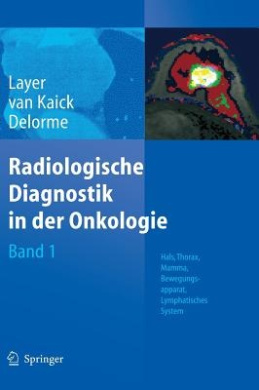 Layer
van Kaick
Delorme
Radiologische
Diagnostik
in der Onkologie
Band 1
Hals, Thorax,
Mamma,
Bewegungs-
apparat,
Lymphatisches
System
Springer